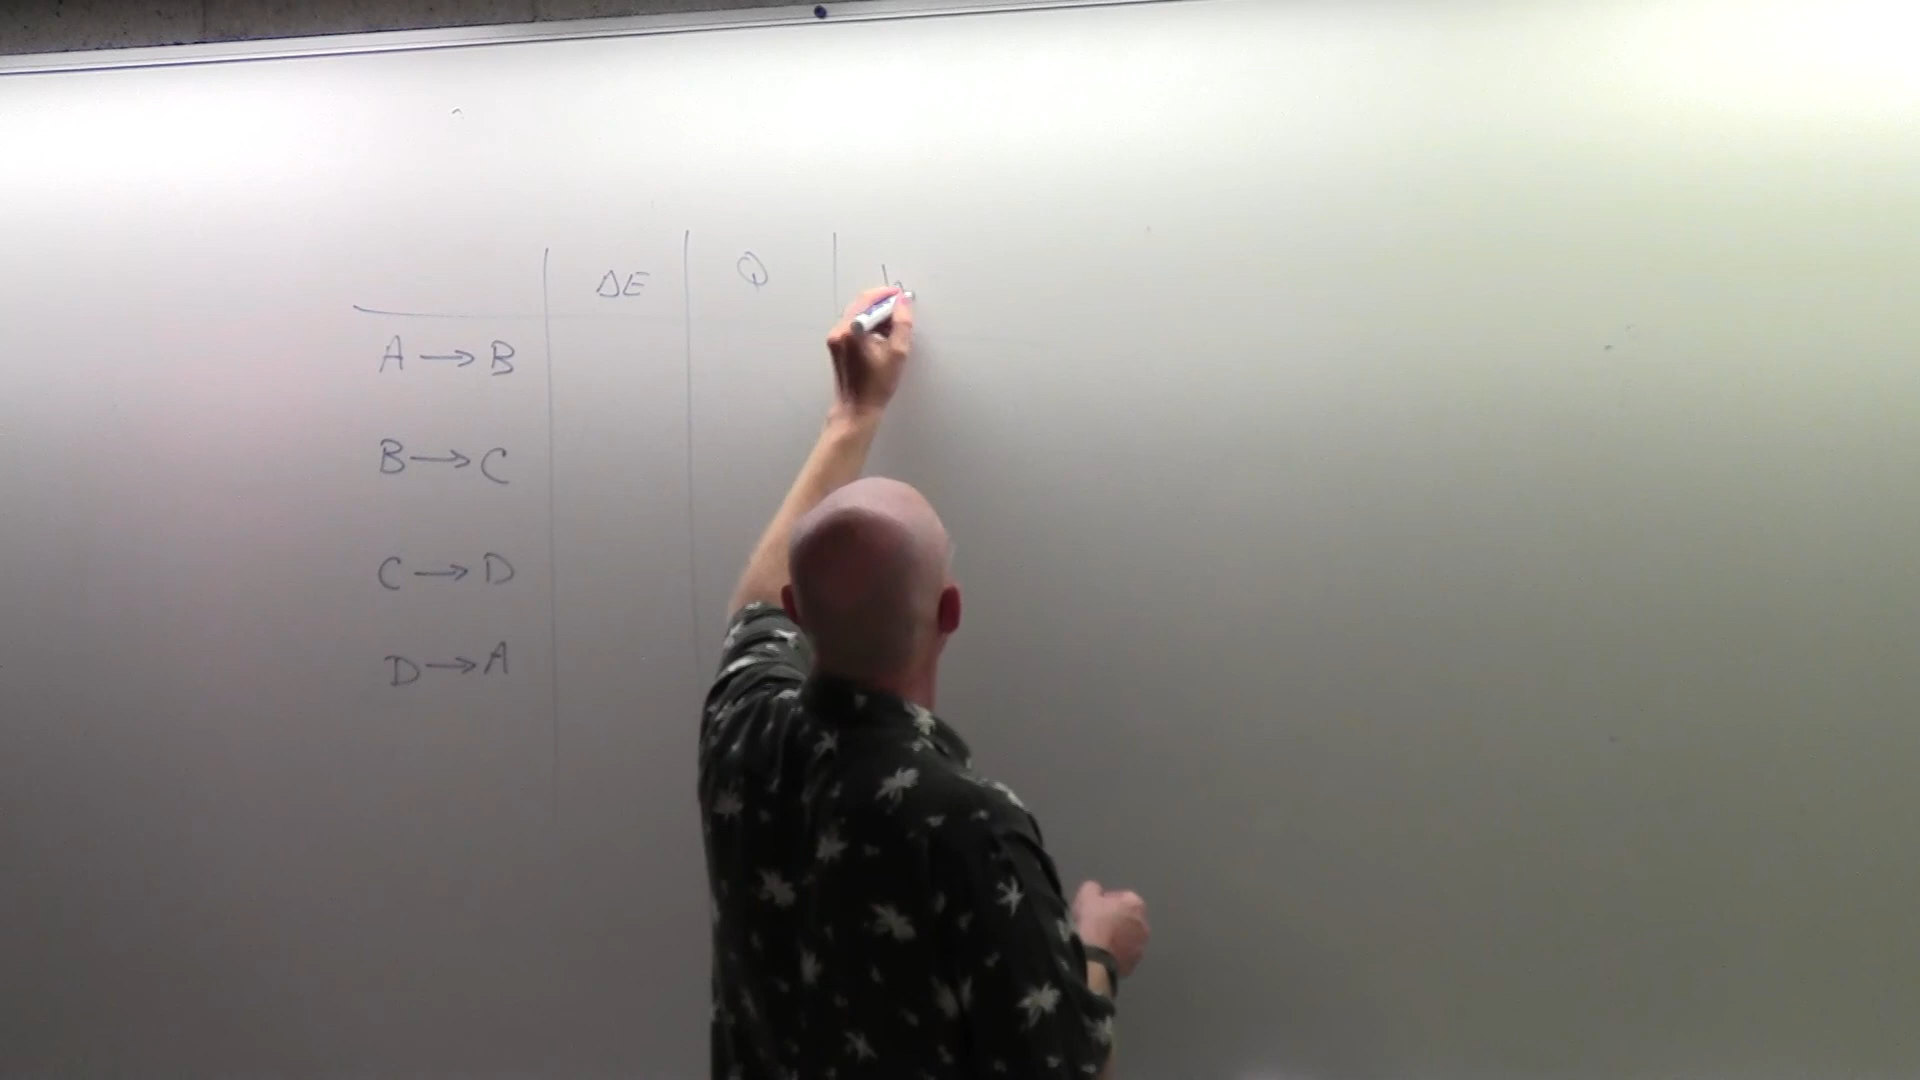 ΔE Q
A → B
B → C
C → D
D → A